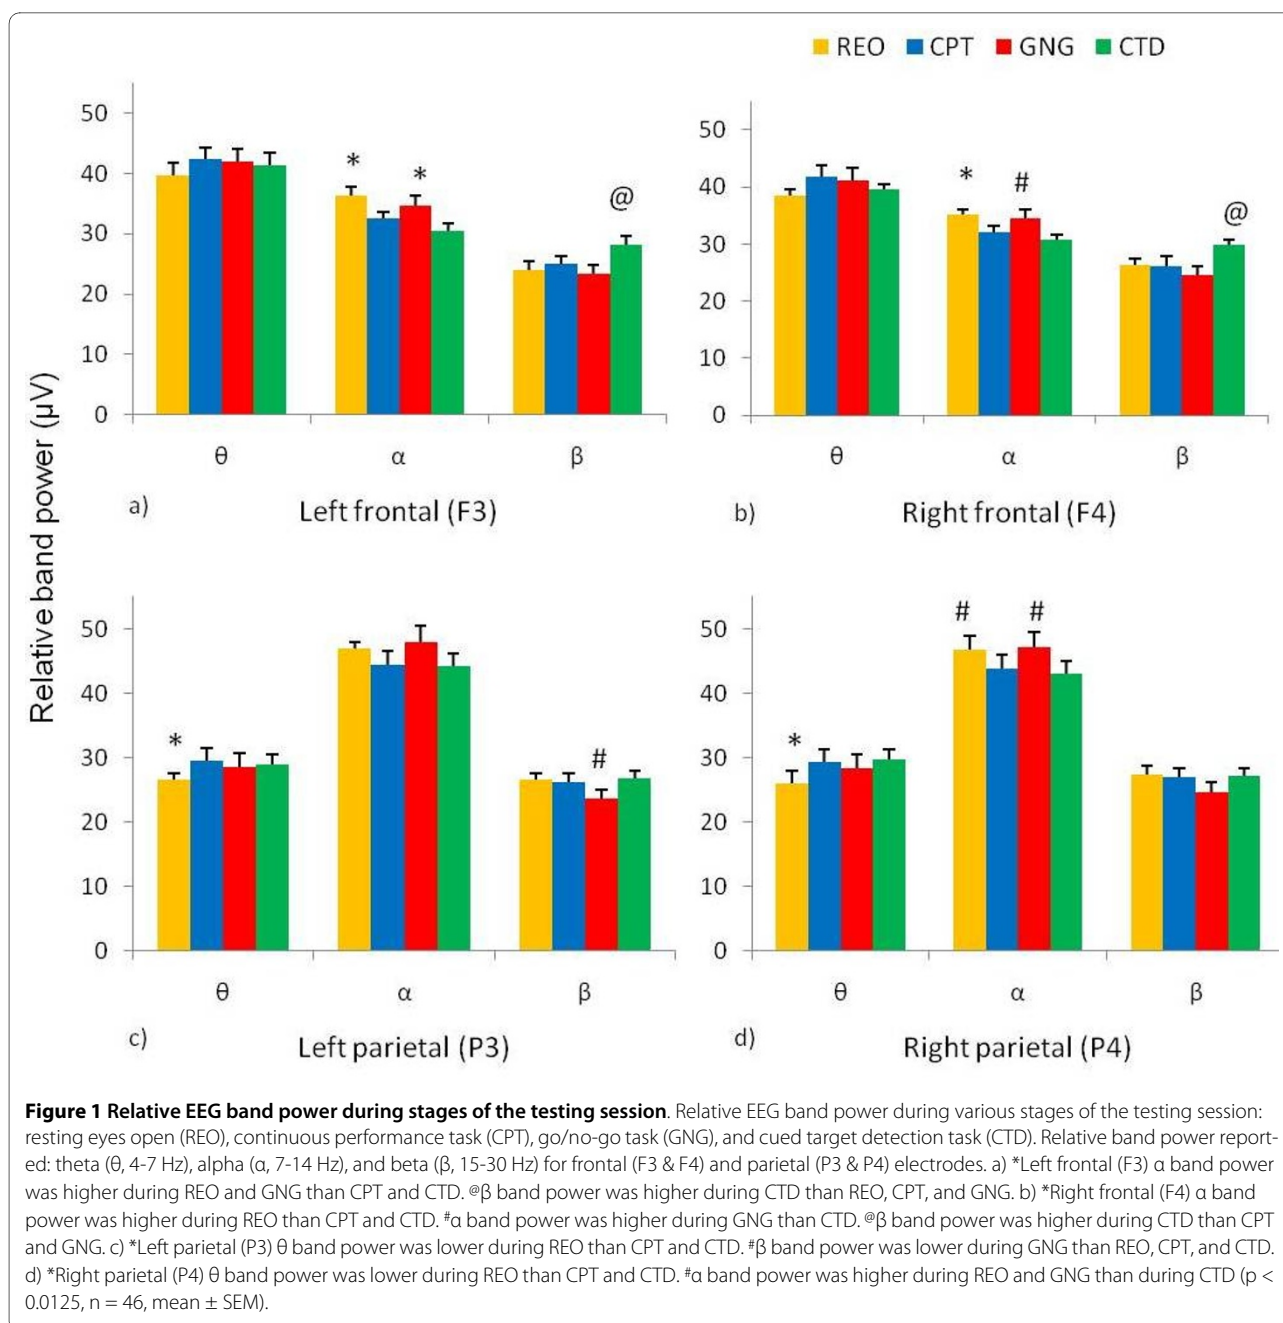 REO CPT GNG CTD
Relative band power (µV)
50
40
30
20
10
0
* * @
θ α β
a) Left frontal (F3)
50
40
30
20
10
0
* # @
θ α β
b) Right frontal (F4)
50
40
30
20
10
0
* #
θ α β
c) Left parietal (P3)
50
40
30
20
10
0
* # #
θ α β
d) Right parietal (P4)
Figure 1 Relative EEG band power during stages of the testing session. Relative EEG band power during various stages of the testing session:
resting eyes open (REO), continuous performance task (CPT), go/no-go task (GNG), and cued target detection task (CTD). Relative band power report-
ed: theta (θ, 4-7 Hz), alpha (α, 7-14 Hz), and beta (β, 15-30 Hz) for frontal (F3 & F4) and parietal (P3 & P4) electrodes. a) *Left frontal (F3) α band power
was higher during REO and GNG than CPT and CTD. @β band power was higher during CTD than REO, CPT, and GNG. b) *Right frontal (F4) α band
power was higher during REO than CPT and CTD. #α band power was higher during GNG than CTD. @β band power was higher during CTD than CPT
and GNG. c) *Left parietal (P3) θ band power was lower during REO than CPT and CTD. #β band power was lower during GNG than REO, CPT, and CTD.
d) *Right parietal (P4) θ band power was lower during REO than CPT and CTD. #α band power was higher during REO and GNG than during CTD (p <
0.0125, n = 46, mean ± SEM).